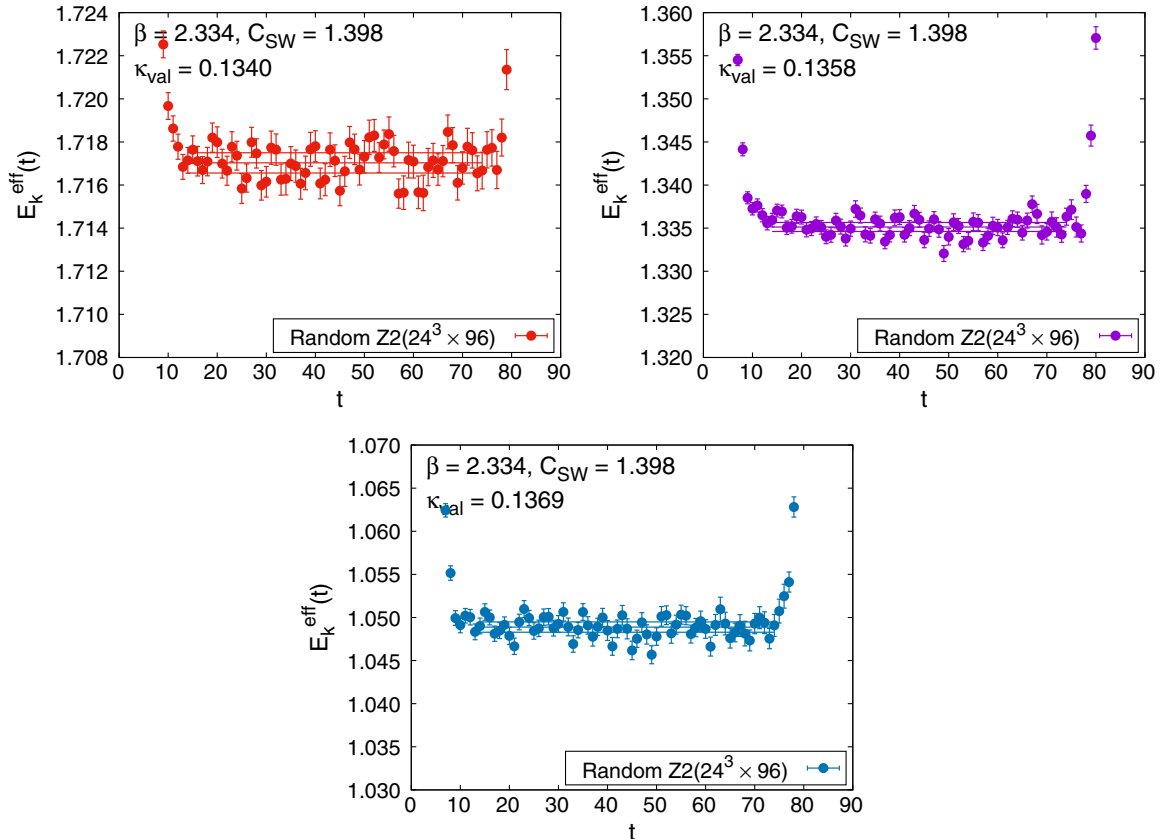 1.724
1.722
1.720
1.718
1.716
1.714
1.712
1.710
1.708
E_k^eff(t)
β = 2.334, C_SW = 1.398
κ_val = 0.1340
Random Z2(24³ × 96)
0 10 20 30 40 50 60 70 80 90
t
1.360
1.355
1.350
1.345
1.340
1.335
1.330
1.325
1.320
E_k^eff(t)
β = 2.334, C_SW = 1.398
κ_val = 0.1358
Random Z2(24³ × 96)
0 10 20 30 40 50 60 70 80 90
t
1.070
1.065
1.060
1.055
1.050
1.045
1.040
1.035
1.030
E_k^eff(t)
β = 2.334, C_SW = 1.398
κ_val = 0.1369
Random Z2(24³ × 96)
0 10 20 30 40 50 60 70 80 90
t